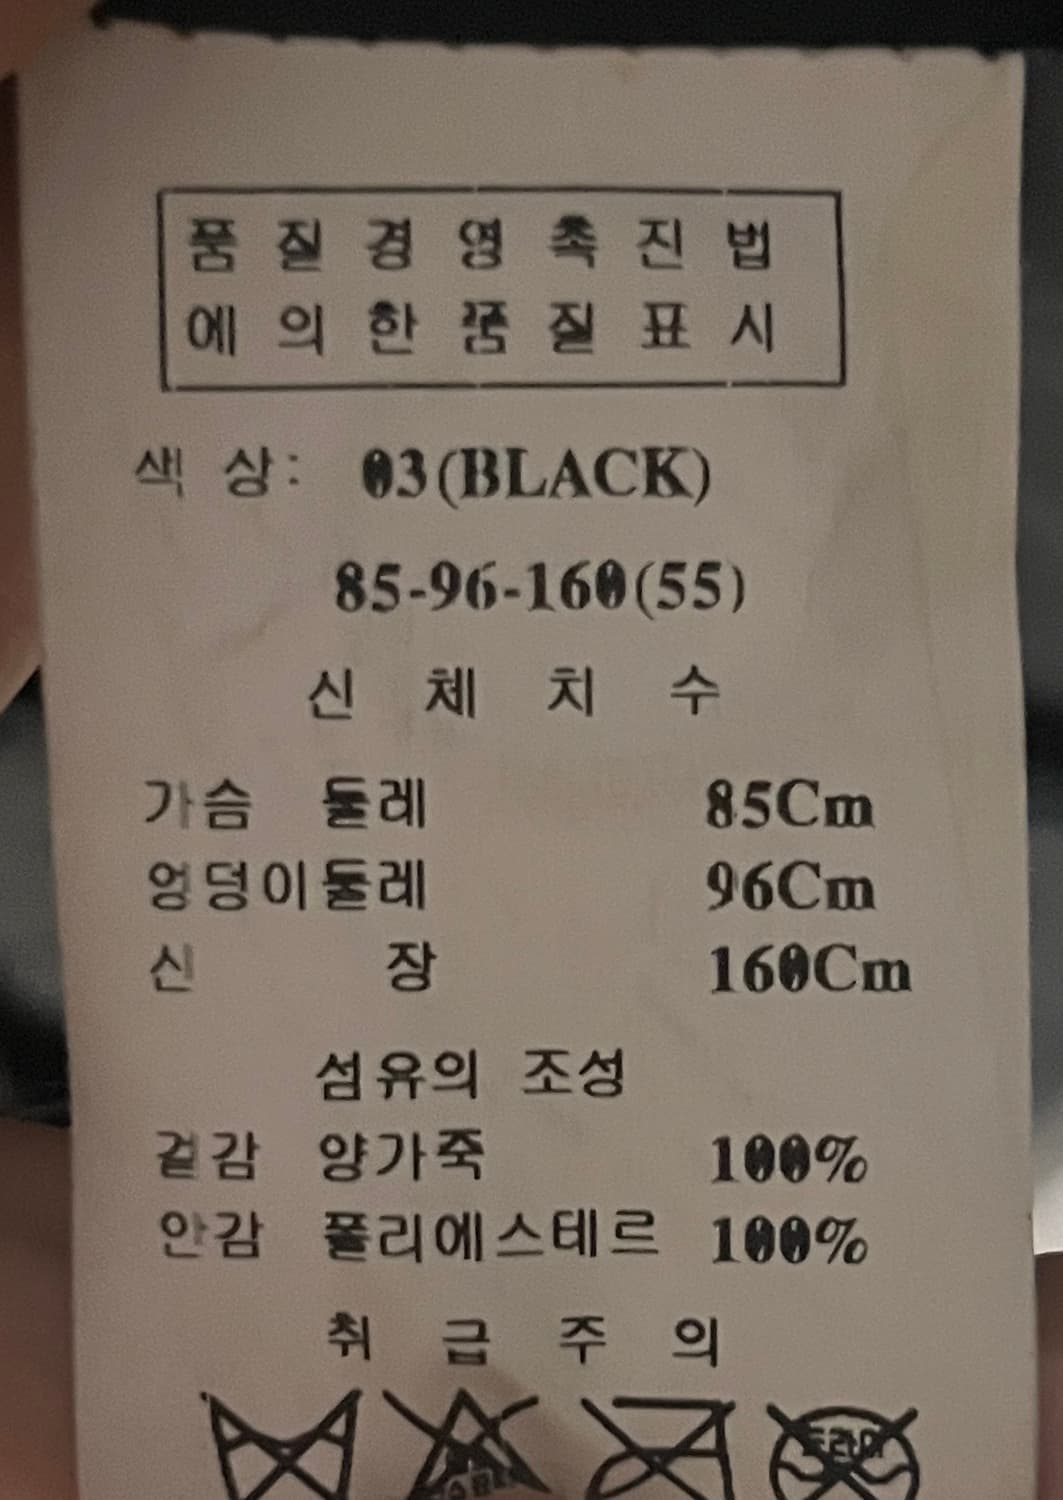 품질경영촉진법
에의한품질표시
색 상: 03(BLACK)
85-96-160(55)
신 체 치 수
가슴 둘레 85Cm
엉덩이둘레 96Cm
신 장 160Cm
섬유의 조성
겉감 양가죽 100%
안감 폴리에스테르 100%
취 급 주 의
드라이